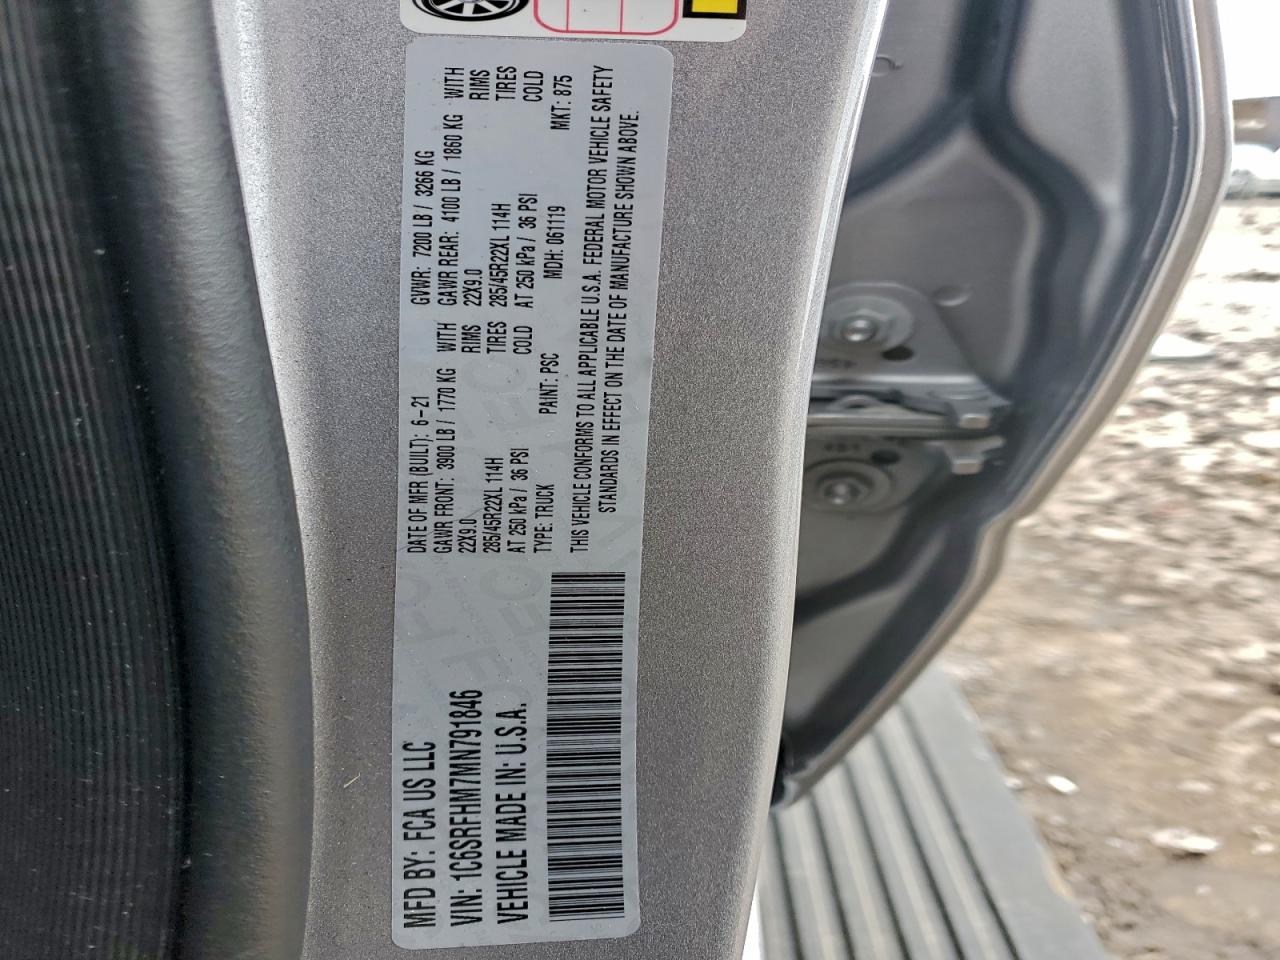 MFD BY: FCA US LLC
VIN: 1C6SRFHM7MN791846
VEHICLE MADE IN: U.S.A.
DATE OF MFR (BUILT): 6-21 GVWR: 7200 LB / 3266 KG
GAWR FRONT: 3900 LB / 1770 KG WITH GAWR REAR: 4100 LB / 1860 KG WITH
22X9.0 RIMS 22X9.0 RIMS
285/45R22XL 114H TIRES 285/45R22XL 114H TIRES
AT 250 kPa / 36 PSI COLD AT 250 kPa / 36 PSI COLD
TYPE: TRUCK PAINT: PSC MDH: 061119 MKT: 875
THIS VEHICLE CONFORMS TO ALL APPLICABLE U.S.A. FEDERAL MOTOR VEHICLE SAFETY
STANDARDS IN EFFECT ON THE DATE OF MANUFACTURE SHOWN ABOVE.